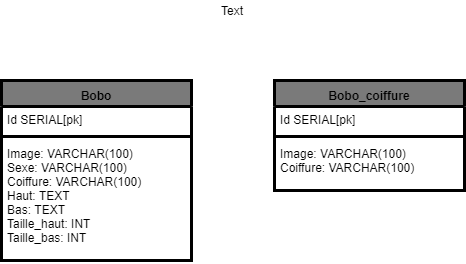 Text
Bobo
Id SERIAL[pk]
Image: VARCHAR(100)
Sexe: VARCHAR(100)
Coiffure: VARCHAR(100)
Haut: TEXT
Bas: TEXT
Taille_haut: INT
Taille_bas: INT
Bobo_coiffure
Id SERIAL[pk]
Image: VARCHAR(100)
Coiffure: VARCHAR(100)